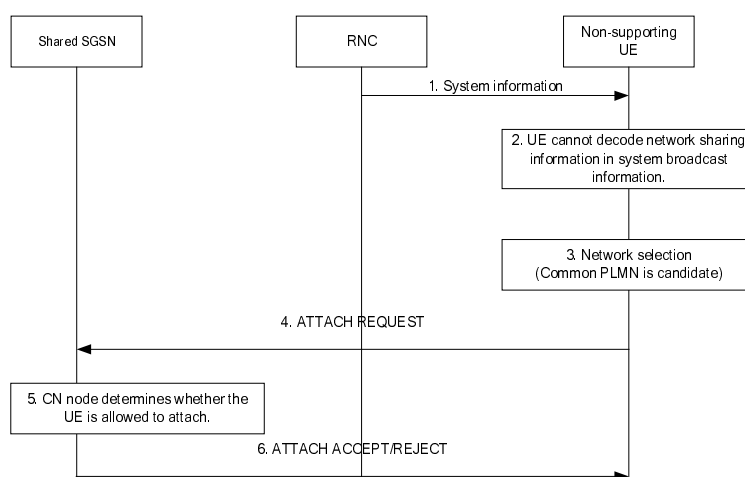 Shared SGSN
RNC
Non-supporting
UE
1. System information
2. UE cannot decode network sharing
information in system broadcast
information.
3. Network selection
(Common PLMN is candidate)
4. ATTACH REQUEST
5. CN node determines whether the
UE is allowed to attach.
6. ATTACH ACCEPT/REJECT